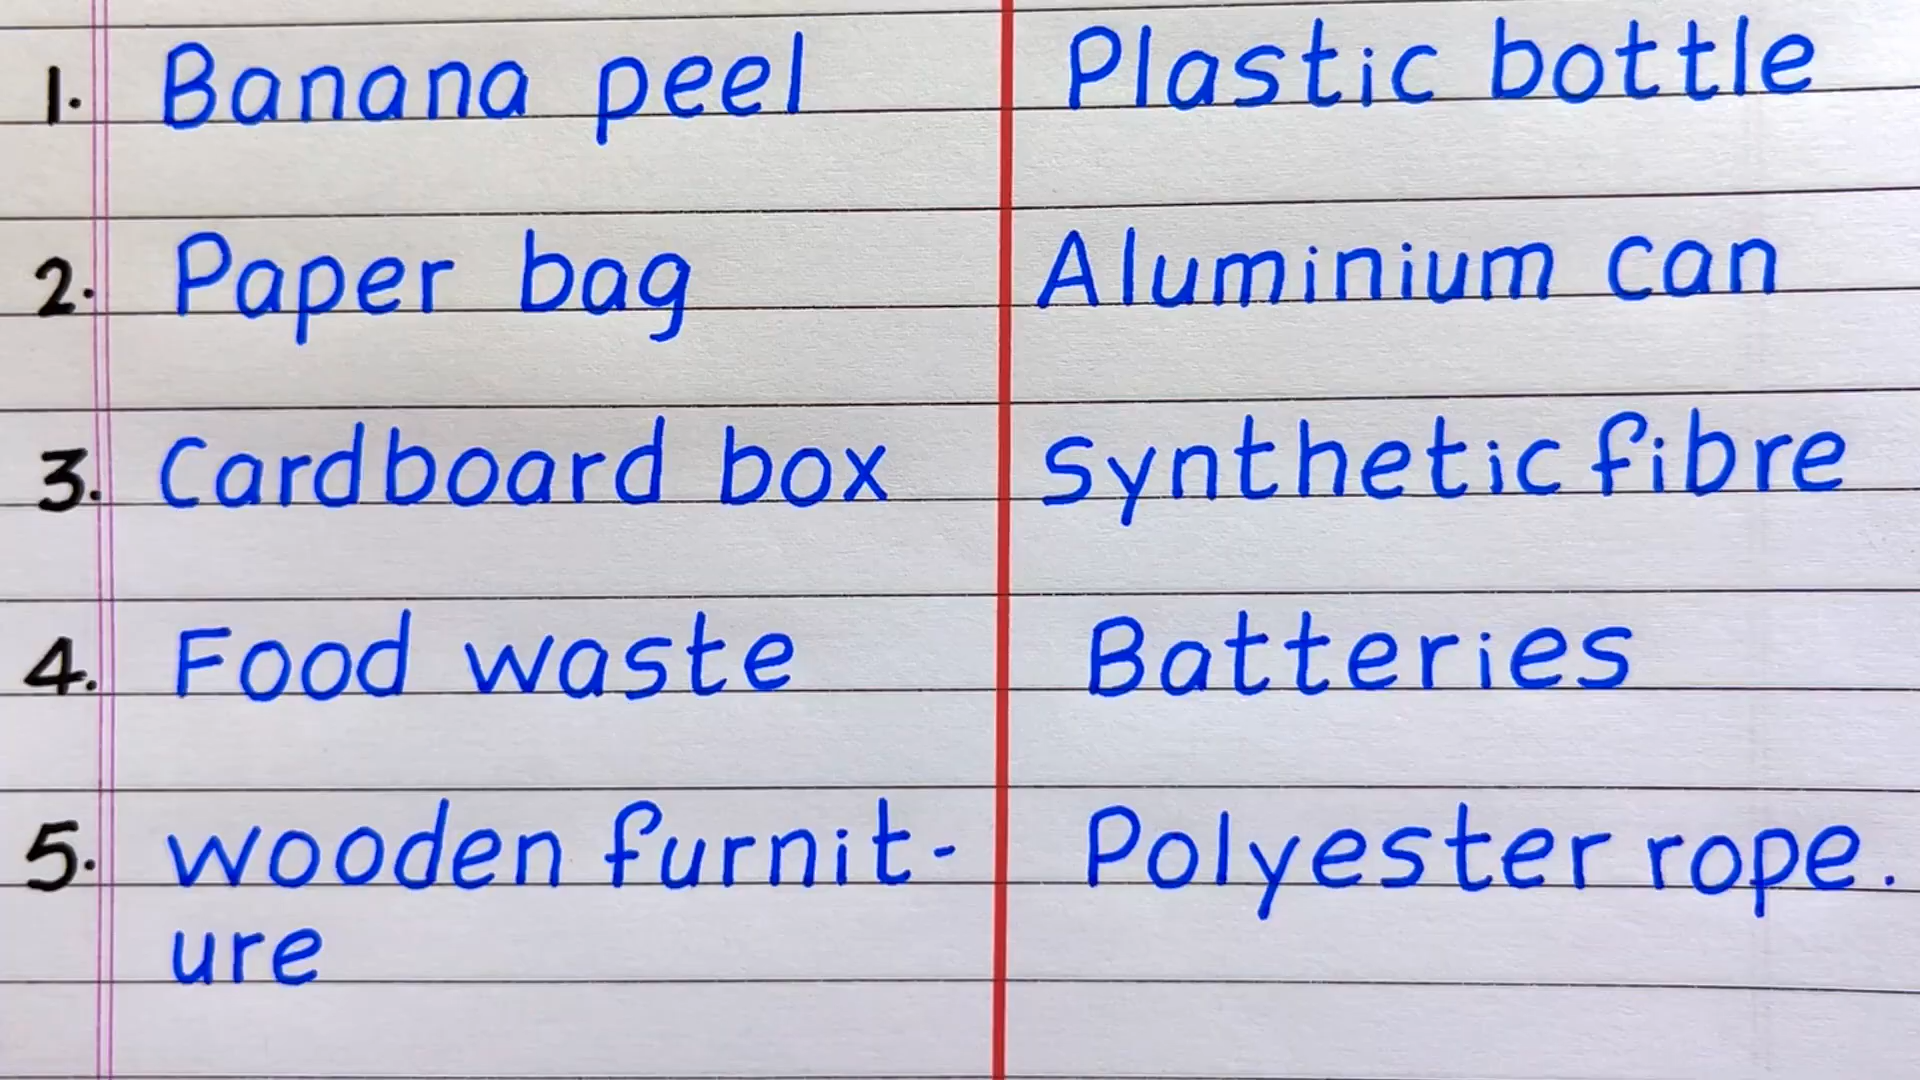 1. Banana peel Plastic bottle
2. Paper bag Aluminium can
3. Cardboard box Synthetic fibre
4. Food waste Batteries
5. wooden furnit- Polyester rope.
ure